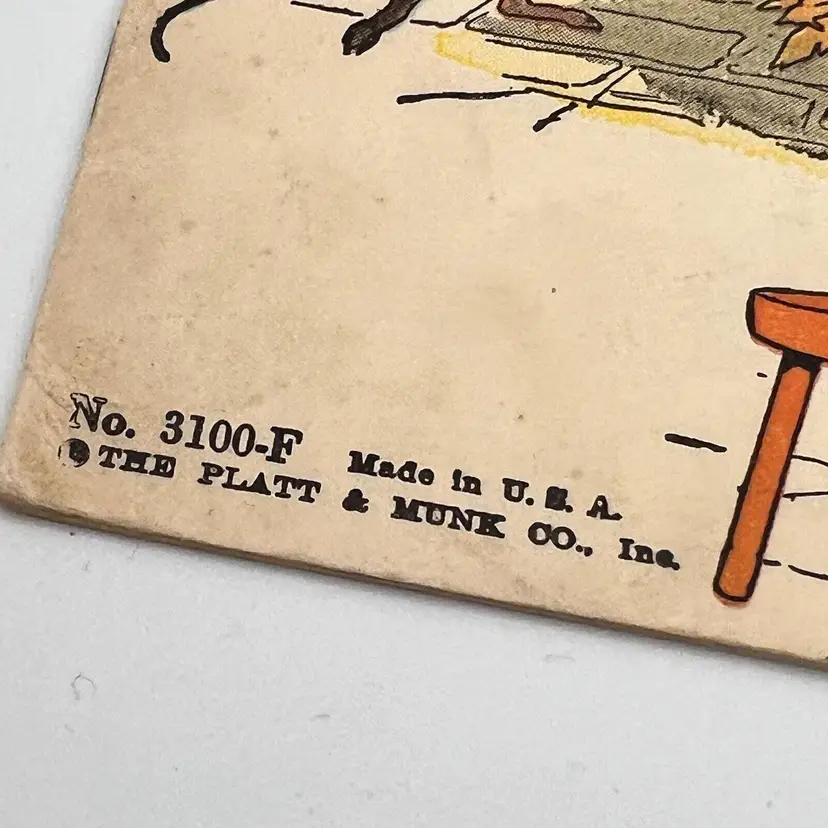 No. 3100-F Made in U. S. A.
© THE PLATT & MUNK CO., Inc.